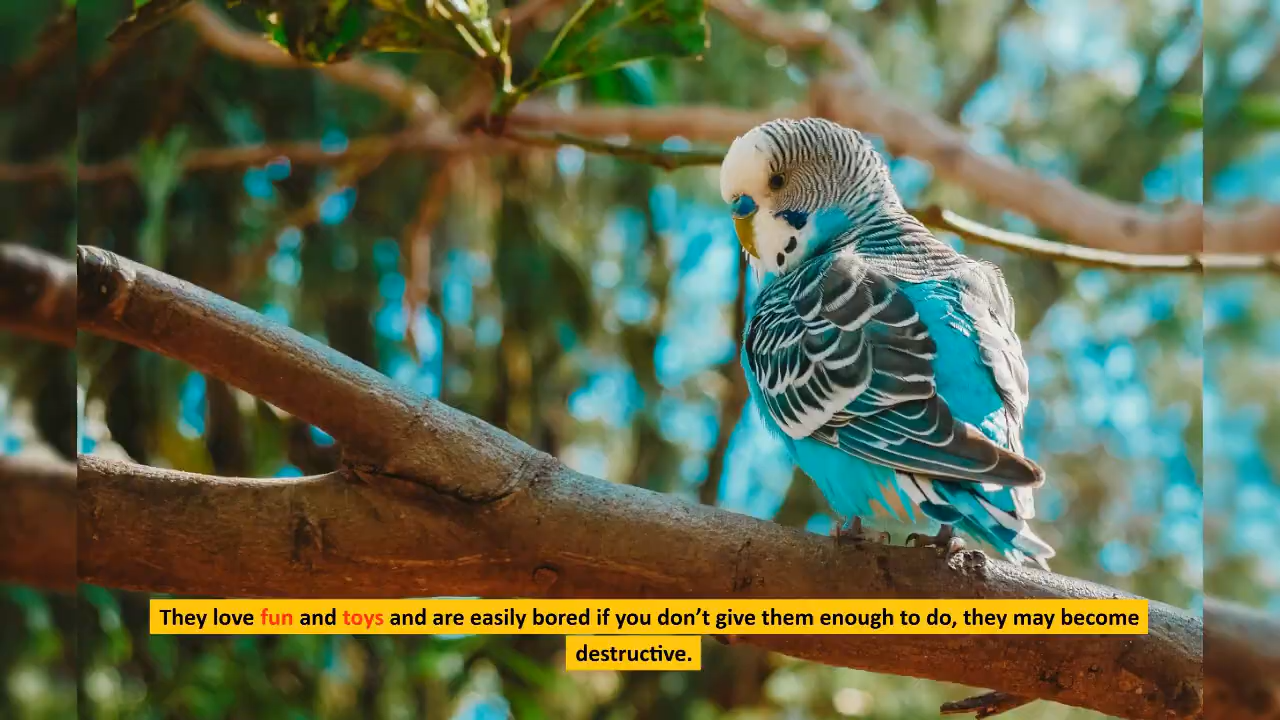 They love fun and toys and are easily bored if you don’t give them enough to do, they may become
destructive.